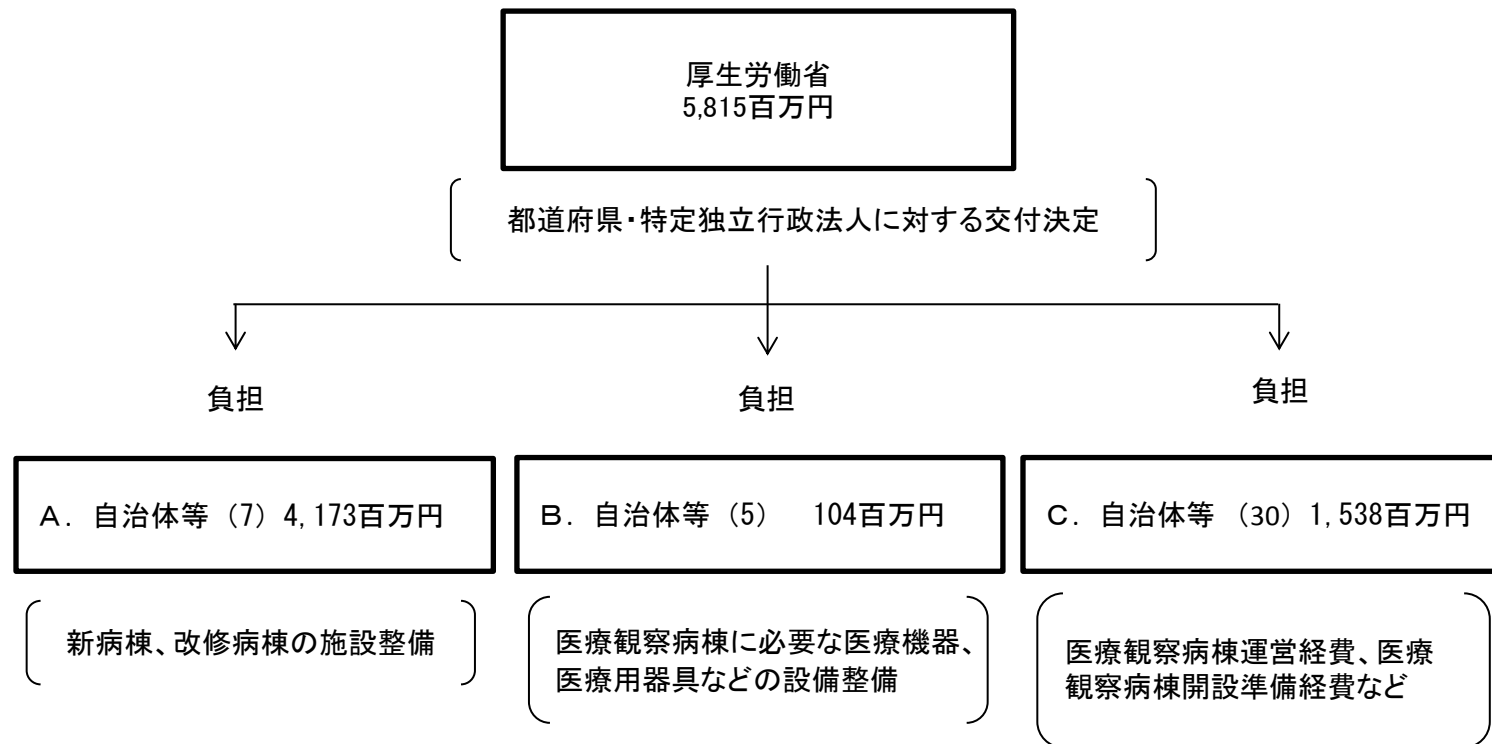 厚生労働省
5,815百万円
都道府県・特定独立行政法人に対する交付決定
負担
負担
負担
A. 自治体等 (7) 4,173百万円
B. 自治体等 (5) 104百万円
C. 自治体等 (30) 1,538百万円
新病棟、改修病棟の施設整備
医療観察病棟に必要な医療機器、
医療用器具などの設備整備
医療観察病棟運営経費、医療
観察病棟開設準備経費など